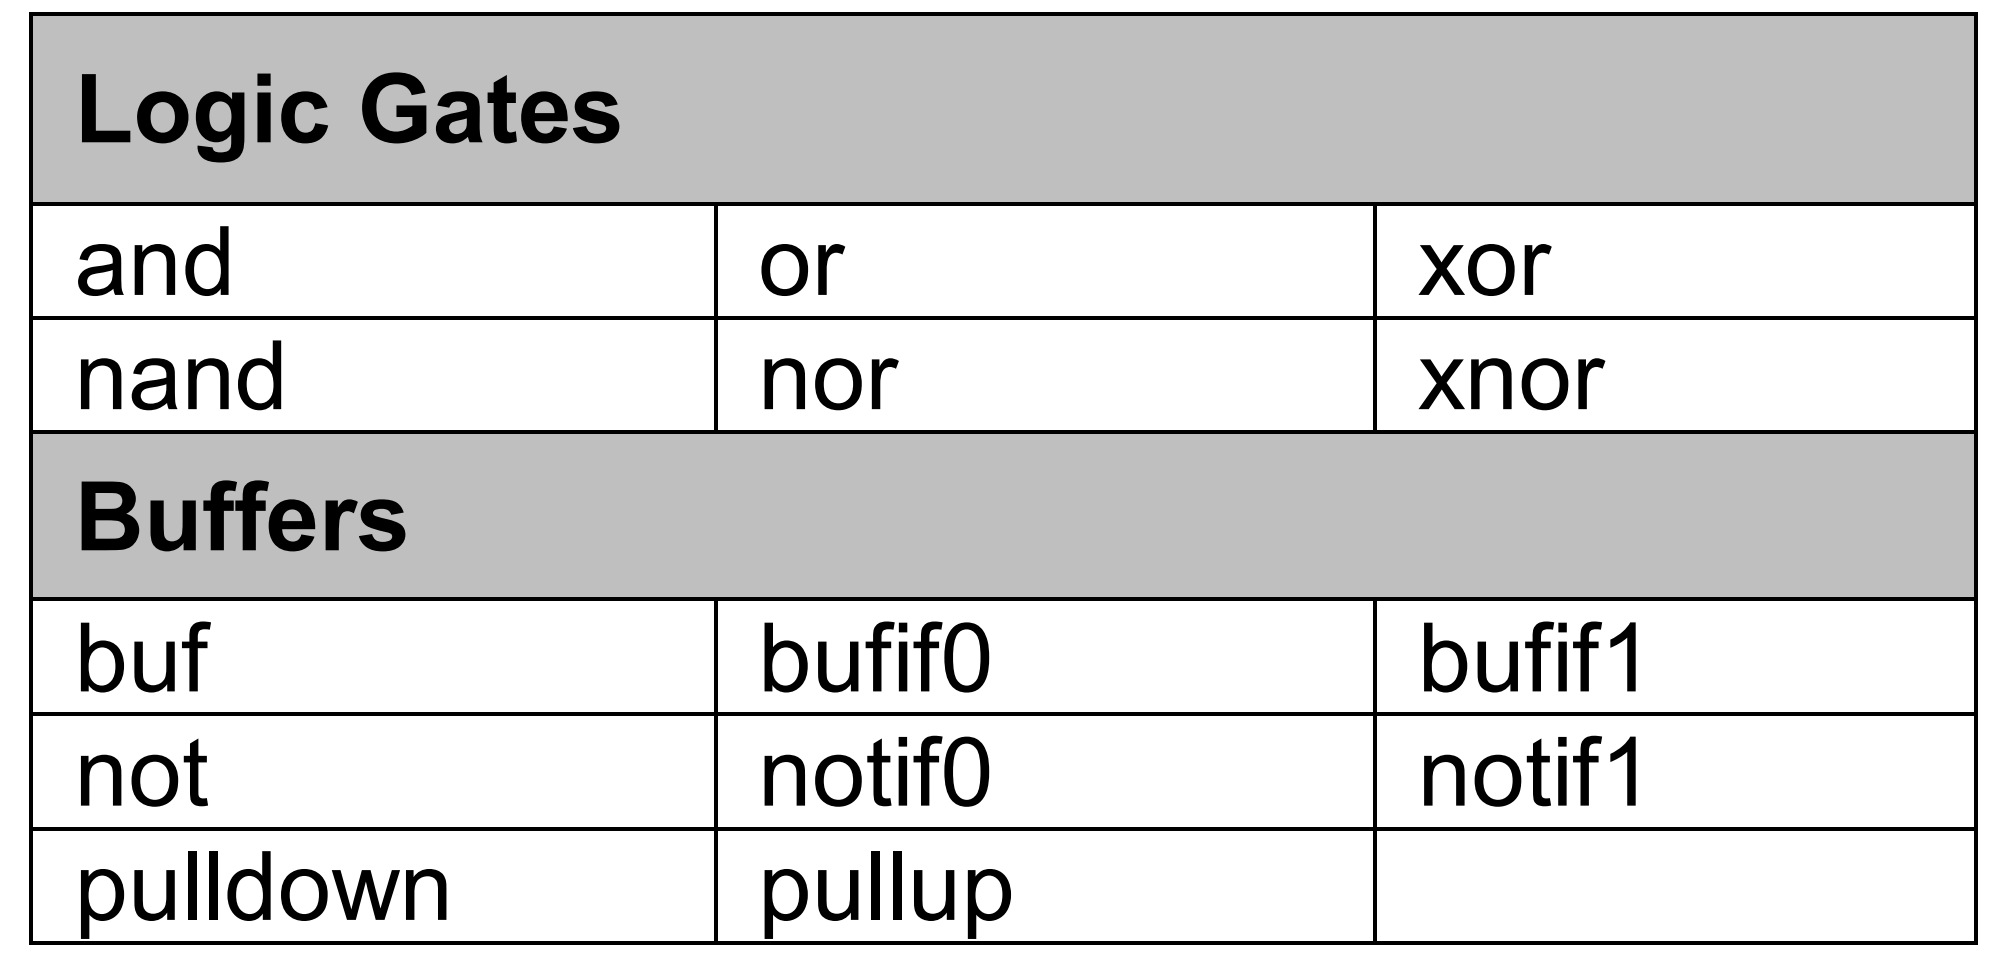 Logic Gates
and or xor
nand nor xnor
Buffers
buf bufif0 bufif1
not notif0 notif1
pulldown pullup